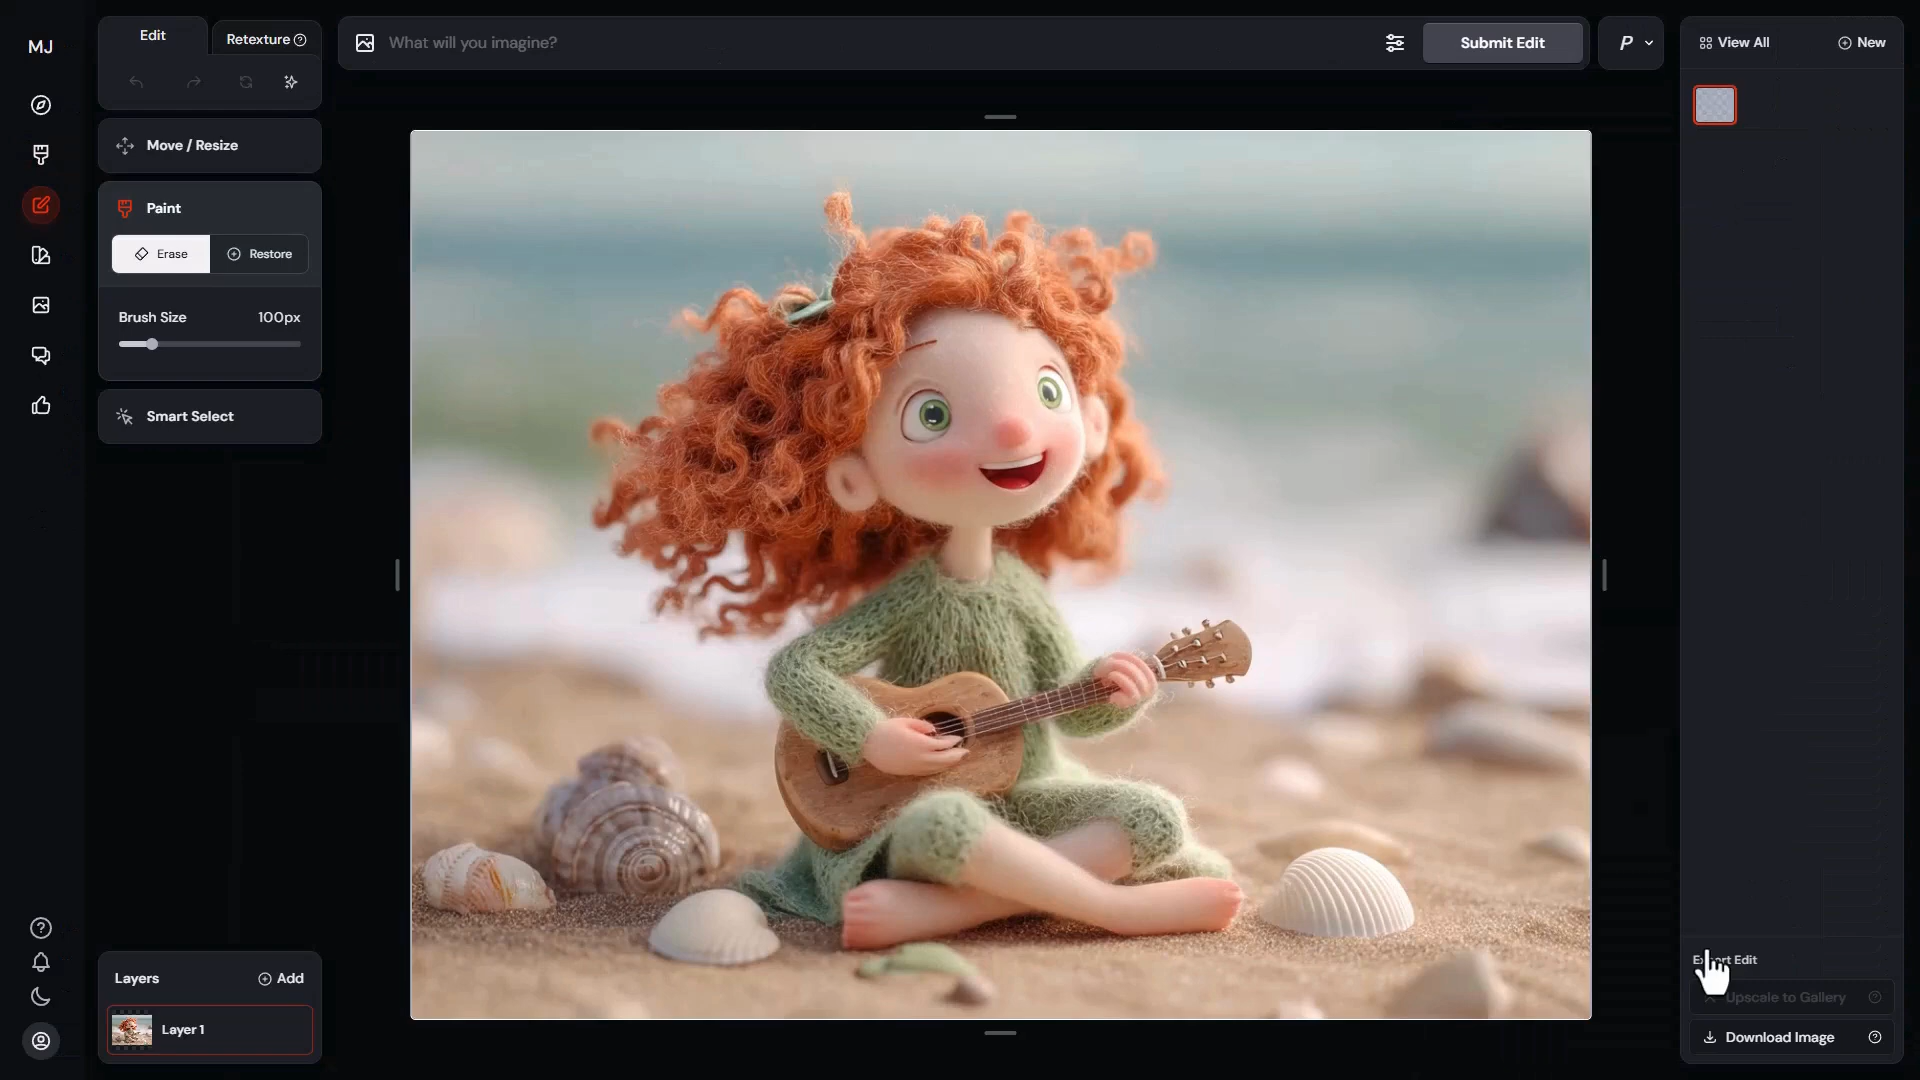 MJ
Edit
Retexture
What will you imagine?
Submit Edit
P
View All
New
Move / Resize
Paint
Erase
Restore
Brush Size
100px
Smart Select
Layers
Add
Layer 1
Edit
Upscale to Gallery
Download Image